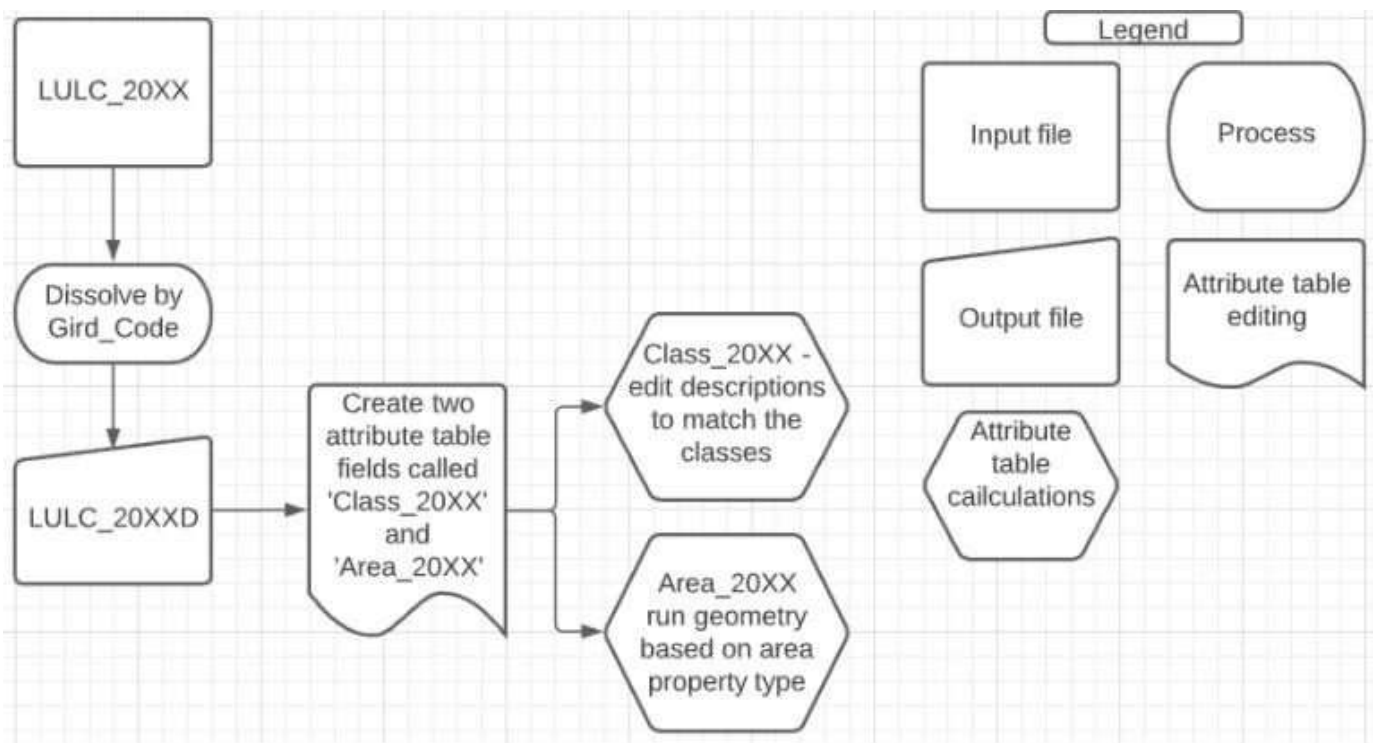 LULC_20XX
Dissolve by
Gird_Code
LULC_20XXD
Create two
attribute table
fields called
'Class_20XX'
and
'Area_20XX'
Class_20XX -
edit descriptions
to match the
classes
Area_20XX
run geometry
based on area
property type
Legend
Input file
Process
Output file
Attribute table
editing
Attribute
table
cailculations